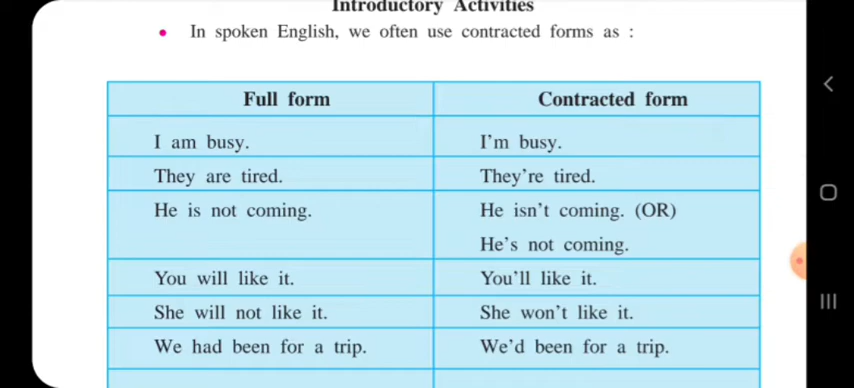 Introductory Activities
• In spoken English, we often use contracted forms as :
Full form Contracted form
I am busy. I'm busy.
They are tired. They're tired.
He is not coming. He isn't coming. (OR)
He's not coming.
You will like it. You'll like it.
She will not like it. She won't like it.
We had been for a trip. We'd been for a trip.